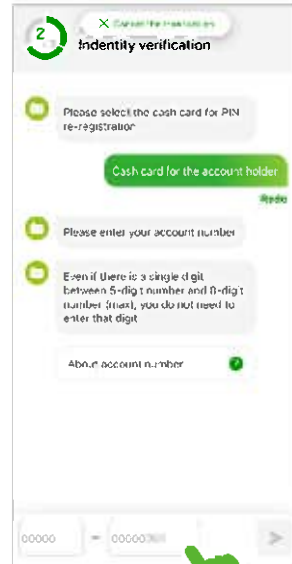 2
Cancel the transaction
Indentity verification
Please select the cash card for PIN
re-registration
Cash card for the account holder
Redo
Please enter your account number
Even if there is a single digit
between 5-digit number and 8-digit
number (max), you do not need to
enter that digit
About account number
?
00000 - 00000